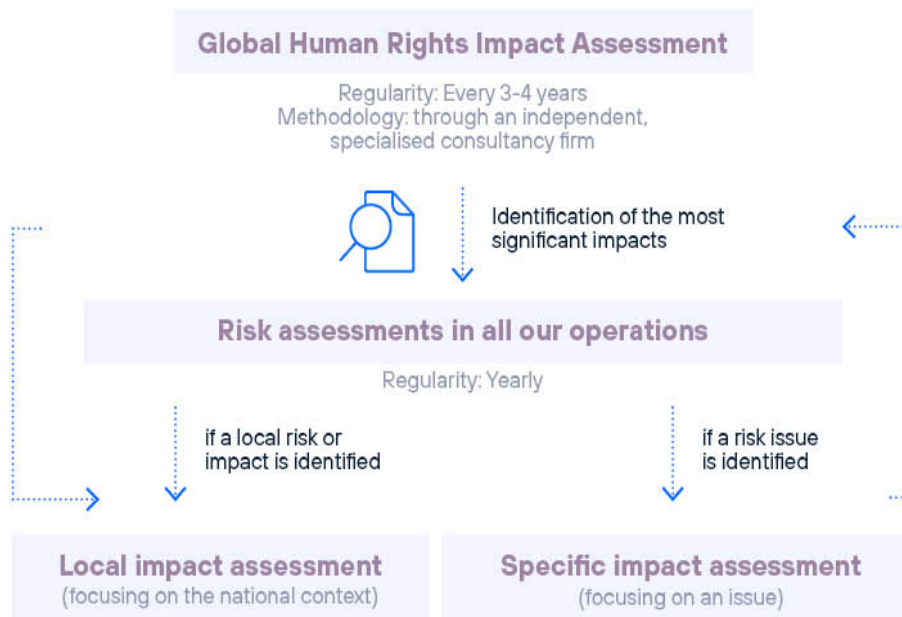 Global Human Rights Impact Assessment
Regularity: Every 3-4 years
Methodology: through an independent,
specialised consultancy firm
Identification of the most
significant impacts
Risk assessments in all our operations
Regularity: Yearly
if a local risk or
impact is identified
if a risk issue
is identified
Local impact assessment
(focusing on the national context)
Specific impact assessment
(focusing on an issue)